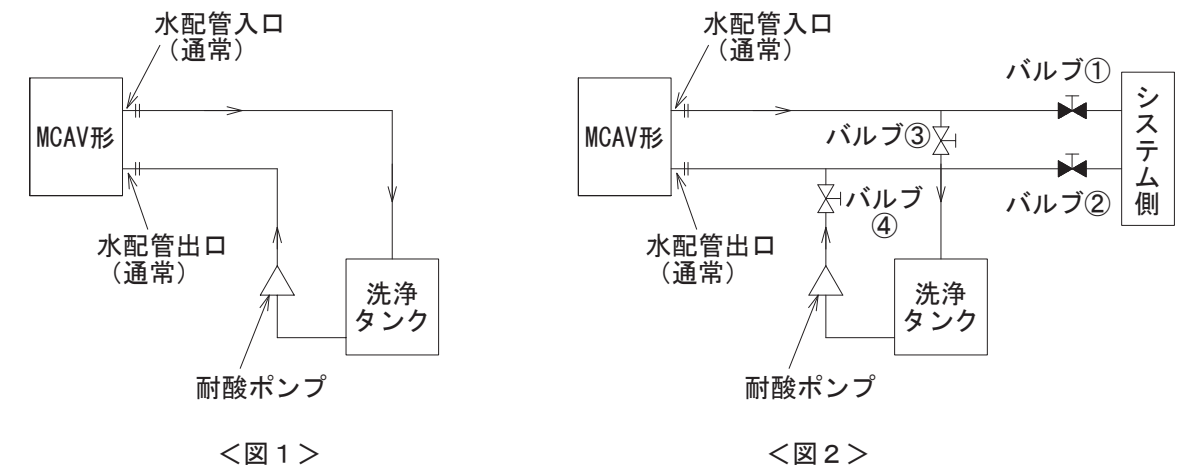 水配管入口
（通常）
MCAV形
水配管出口
（通常）
洗浄
タンク
耐酸ポンプ
＜図１＞
水配管入口
（通常）
バルブ①
MCAV形
バルブ③
システム側
バルブ②
バルブ
④
水配管出口
（通常）
洗浄
タンク
耐酸ポンプ
＜図２＞